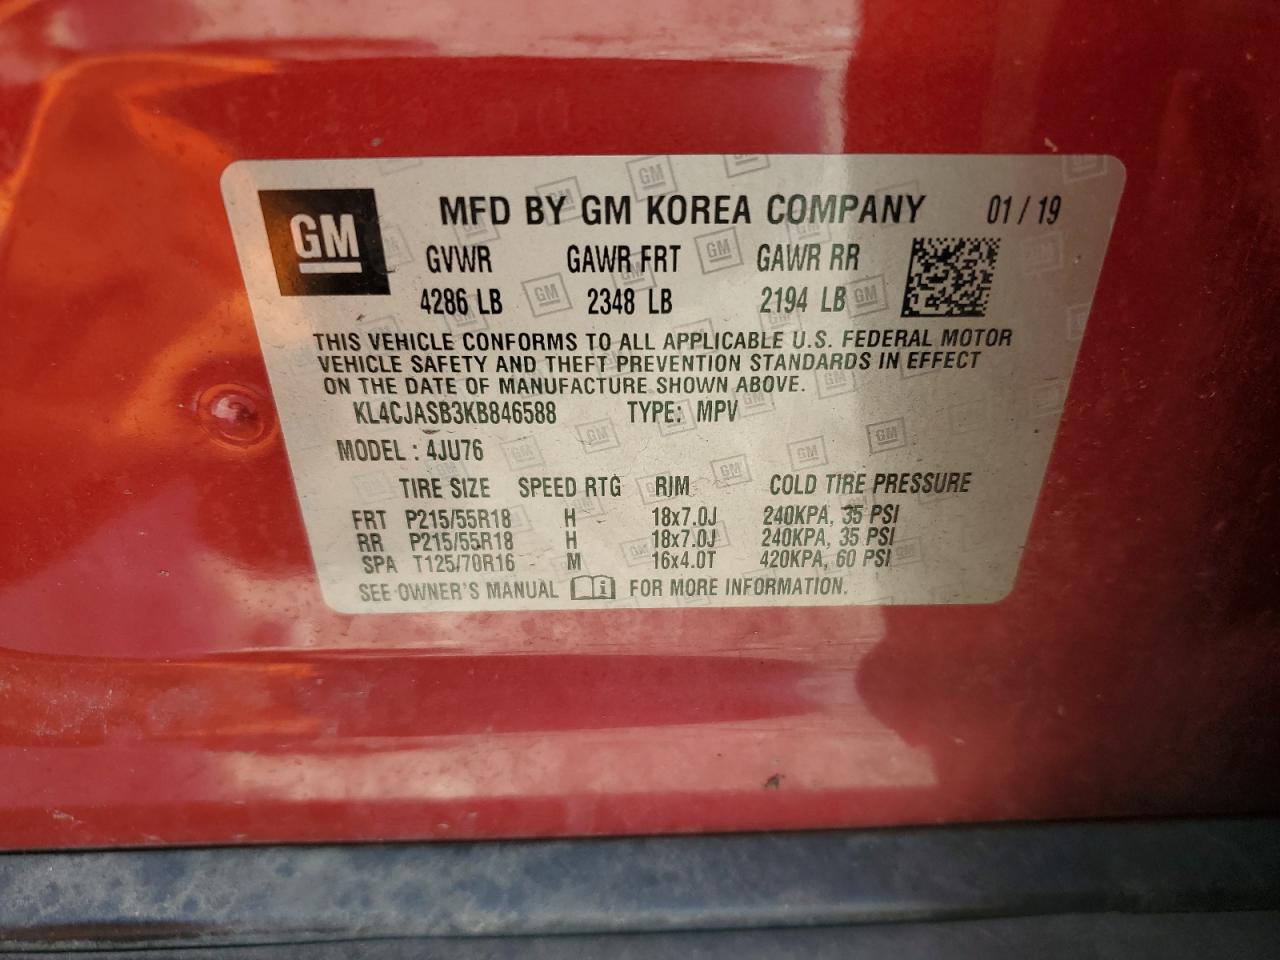 GM MFD BY GM KOREA COMPANY 01 / 19
GVWR GAWR FRT GAWR RR
4286 LB 2348 LB 2194 LB
THIS VEHICLE CONFORMS TO ALL APPLICABLE U.S. FEDERAL MOTOR
VEHICLE SAFETY AND THEFT PREVENTION STANDARDS IN EFFECT
ON THE DATE OF MANUFACTURE SHOWN ABOVE.
KL4CJASB3KB846588 TYPE: MPV
MODEL : 4JU76
TIRE SIZE SPEED RTG RIM COLD TIRE PRESSURE
FRT P215/55R18 H 18x7.0J 240KPA, 35 PSI
RR P215/55R18 H 18x7.0J 240KPA, 35 PSI
SPA T125/70R16 M 16x4.0T 420KPA, 60 PSI
SEE OWNER'S MANUAL FOR MORE INFORMATION.